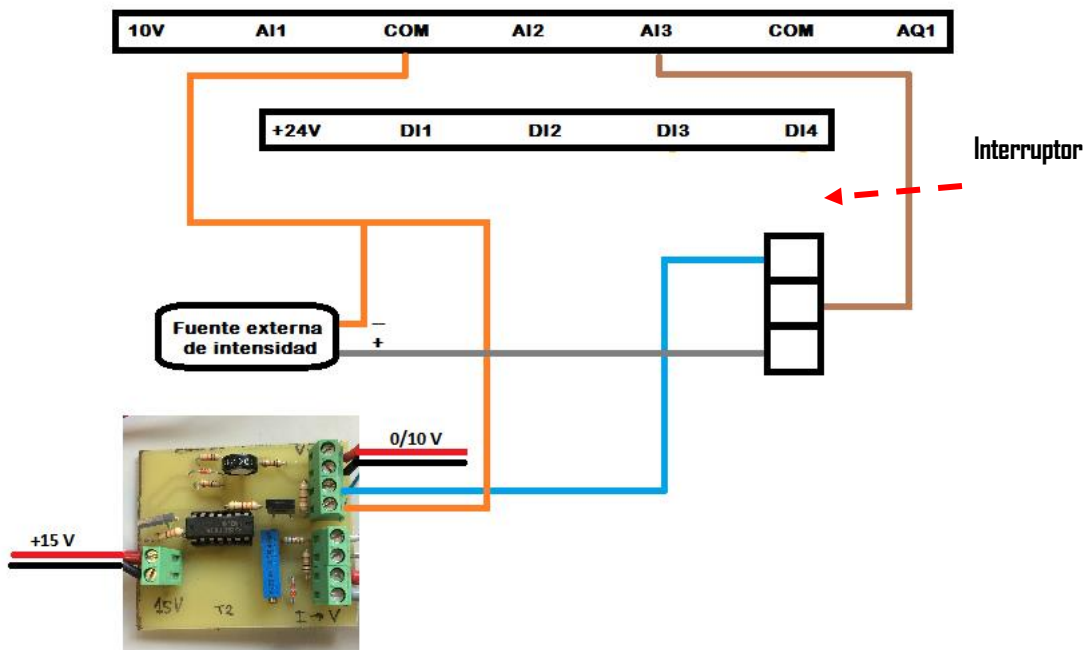 10V AI1 COM AI2 AI3 COM AQ1
+24V DI1 DI2 DI3 DI4
Interruptor
Fuente externa
de intensidad
−
+
0/10 V
+15 V
15V T2 I → V